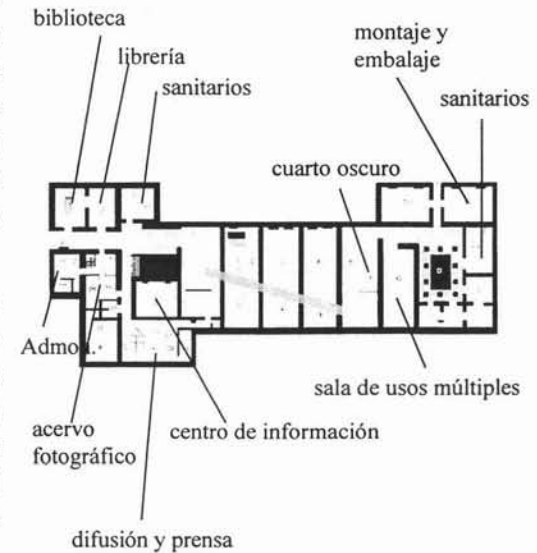 biblioteca
librería
sanitarios
montaje y
embalaje
sanitarios
cuarto oscuro
Admon.
sala de usos múltiples
acervo
fotográfico
centro de información
difusión y prensa